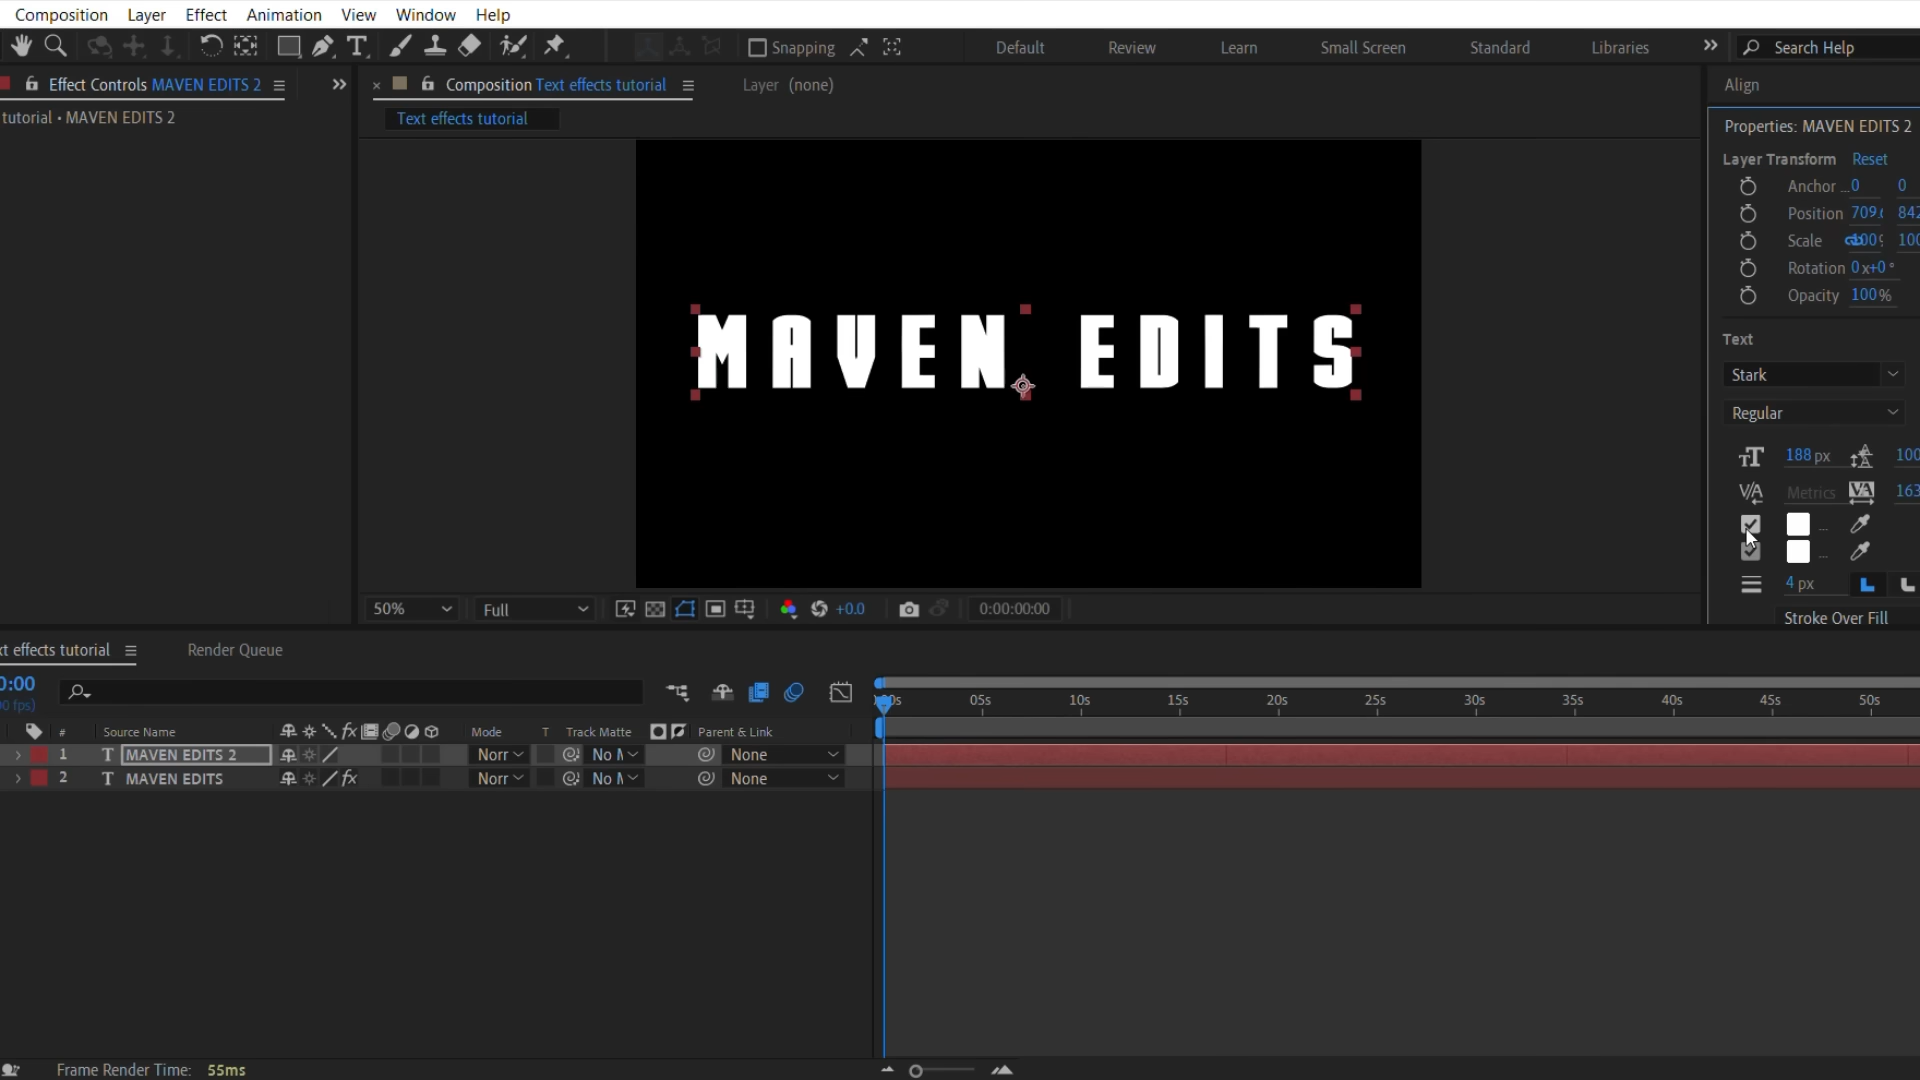 Composition Layer Effect Animation View Window Help
Snapping Default Review Learn Small Screen Standard Libraries Search Help
Effect Controls MAVEN EDITS 2
tutorial • MAVEN EDITS 2
Composition Text effects tutorial
Layer (none)
Text effects tutorial
MAVEN EDITS
50% Full +0.0 0:00:00:00
Align
Properties: MAVEN EDITS 2
Layer Transform Reset
Anchor ... 0 0
Position 709. 842
Scale 100 100
Rotation 0x+0°
Opacity 100%
Text
Stark
Regular
188 px 100
Metrics 163
...
...
4 px
Stroke Over Fill
xt effects tutorial Render Queue
0:00
0 fps)
00s 05s 10s 15s 20s 25s 30s 35s 40s 45s 50s
# Source Name Mode T Track Matte Parent & Link
1 T MAVEN EDITS 2 fx Norr No M None
2 T MAVEN EDITS fx Norr No M None
Frame Render Time: 55ms